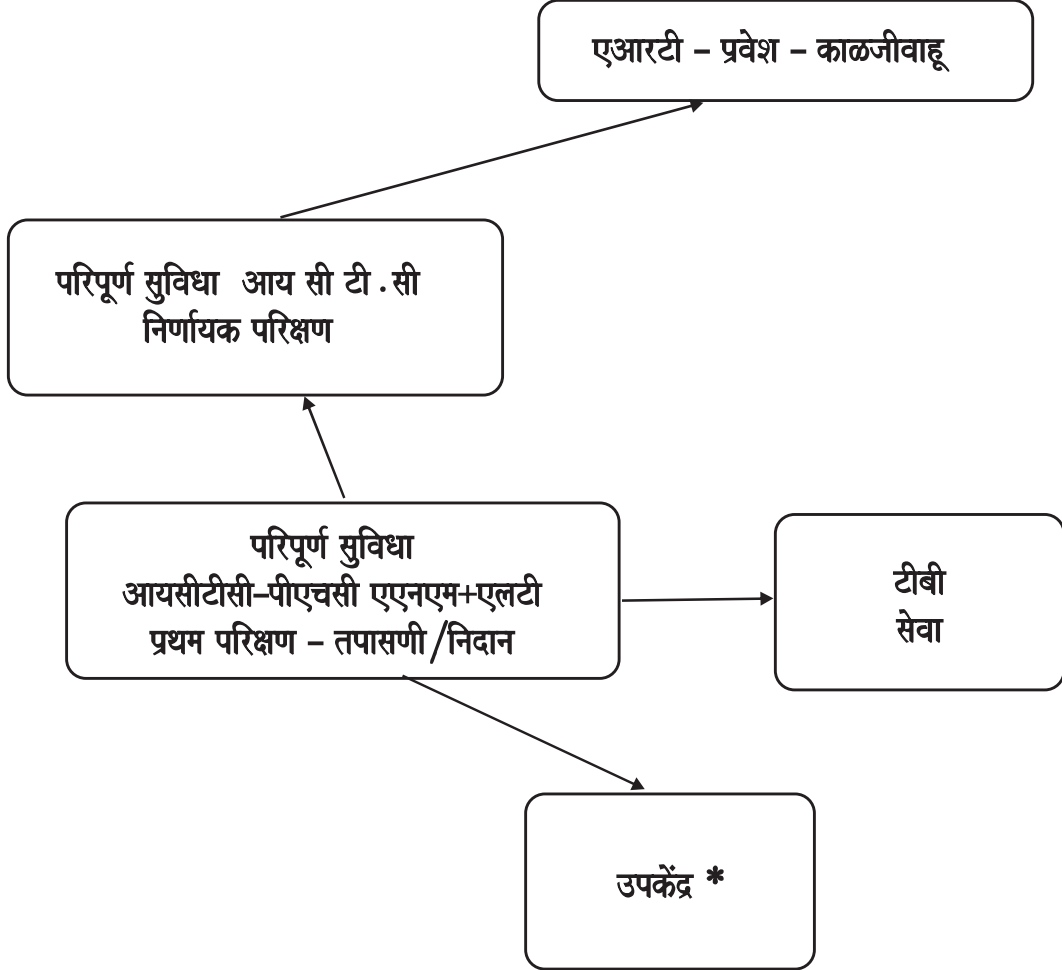 एआरटी – प्रवेश – काळजीवाहू
परिपूर्ण सुविधा आय सी टी .सी
निर्णायक परिक्षण
परिपूर्ण सुविधा
आयसीटीसी–पीएचसी एएनएम+एलटी
प्रथम परिक्षण – तपासणी/निदान
टीबी
सेवा
उपकेंद्र *